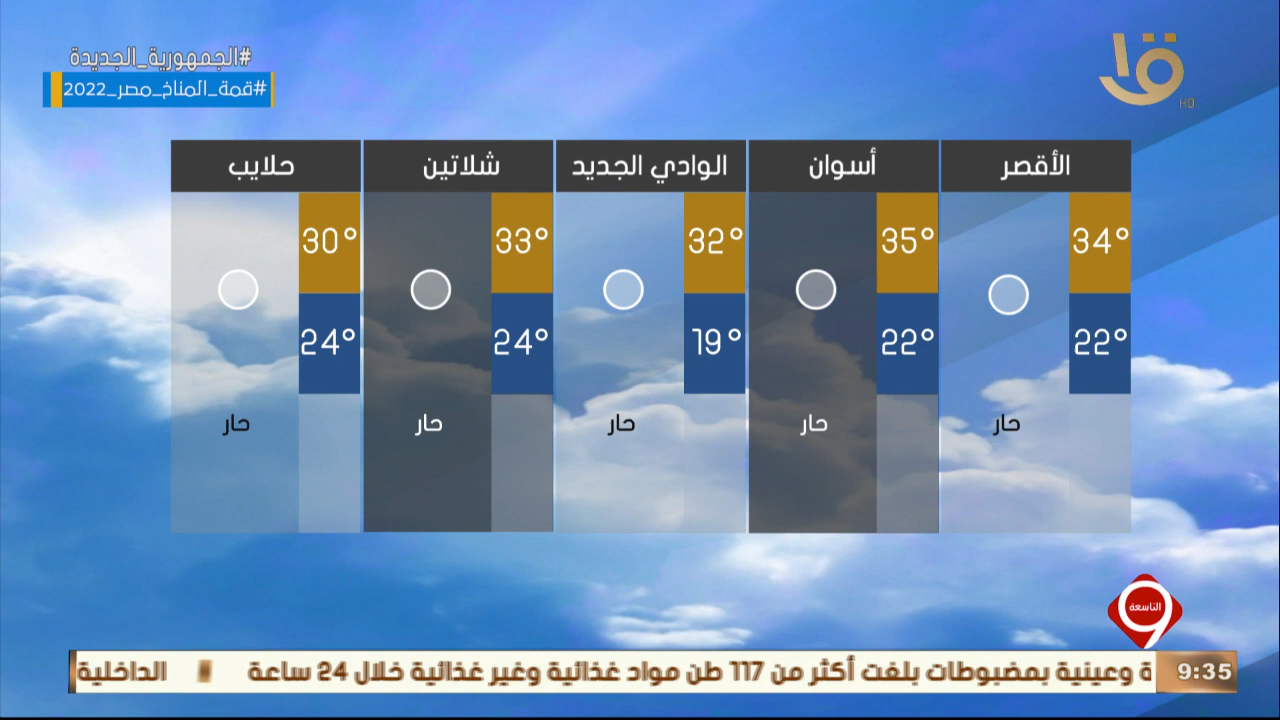 #الجمهورية_الجديدة
#قمة_المناخ_مصر_2022
HD
الأقصر
أسوان
الوادي الجديد
شلاتين
حلايب
34°
35°
32°
33°
30°
22°
22°
19°
24°
24°
حار
حار
حار
حار
حار
التاسعة
9
9:35
ة وعينية بمضبوطات بلغت أكثر من 117 طن مواد غذائية وغير غذائية خلال 24 ساعة
الداخلية